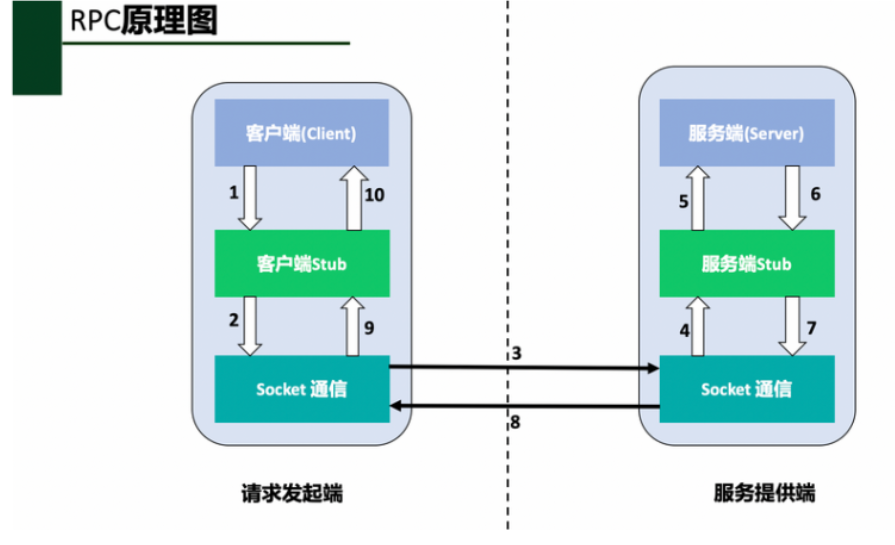 RPC原理图
客户端(Client)
服务端(Server)
1
10
5
6
客户端Stub
服务端Stub
2
9
4
7
3
Socket 通信
Socket 通信
8
请求发起端
服务提供端